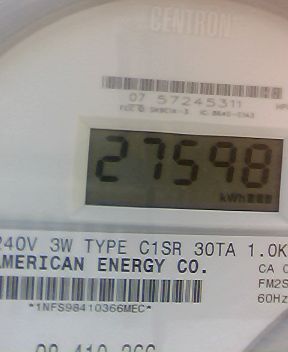 CENTRON
07 57245311
27598
kWh
240V 3W TYPE C1SR 30TA 1.0K
AMERICAN ENERGY CO.
CA
FM2S
60Hz
*1NFS98410366MEC*